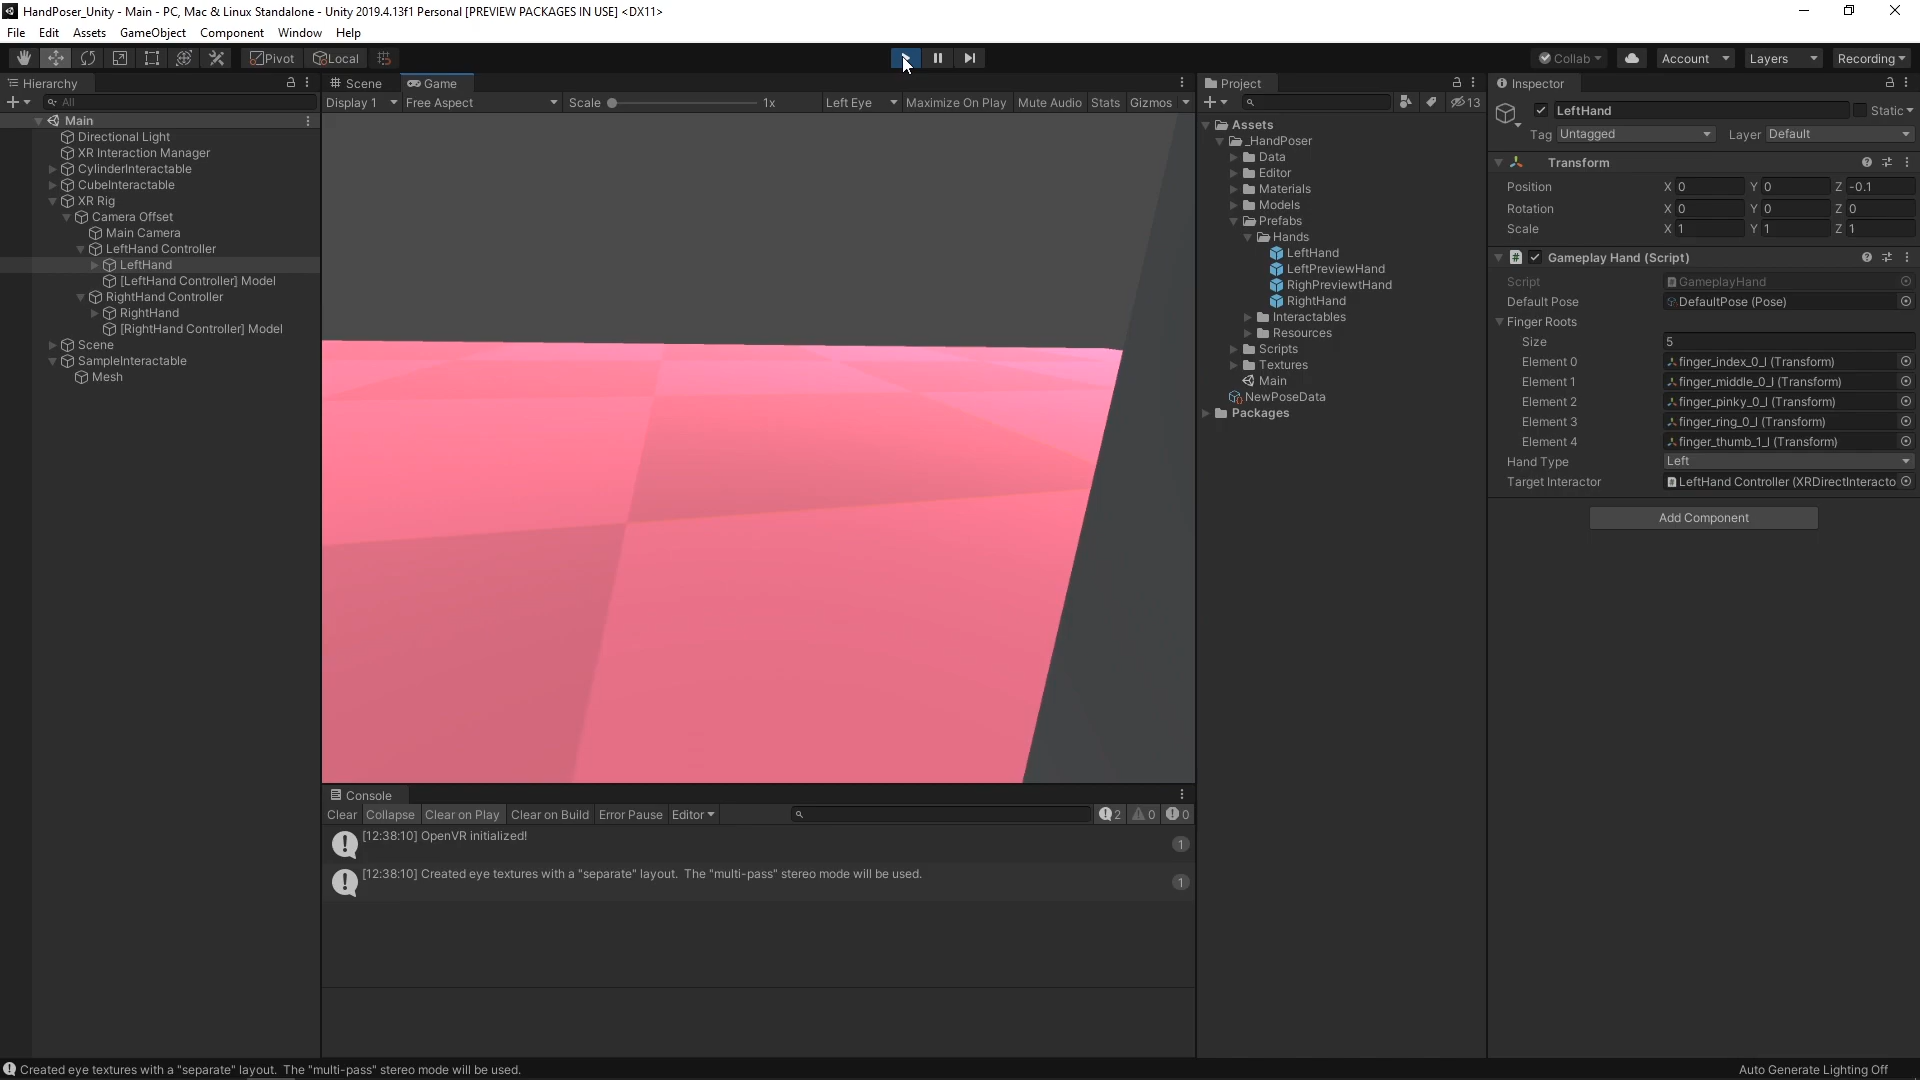 HandPoser_Unity - Main - PC, Mac & Linux Standalone - Unity 2019.4.13f1 Personal [PREVIEW PACKAGES IN USE] <DX11>
File Edit Assets GameObject Component Window Help
Pivot Local Collab Account Layers Recording
Hierarchy
All
Main
Directional Light
XR Interaction Manager
CylinderInteractable
CubeInteractable
XR Rig
Camera Offset
Main Camera
LeftHand Controller
LeftHand
[LeftHand Controller] Model
RightHand Controller
RightHand
[RightHand Controller] Model
Scene
SampleInteractable
Mesh
Scene Game
Display 1 Free Aspect Scale 1x Left Eye Maximize On Play Mute Audio Stats Gizmos
Console
Clear Collapse Clear on Play Clear on Build Error Pause Editor 2 0 0
[12:38:10] OpenVR initialized!
1
[12:38:10] Created eye textures with a "separate" layout. The "multi-pass" stereo mode will be used.
1
Project
13
Assets
_HandPoser
Data
Editor
Materials
Models
Prefabs
Hands
LeftHand
LeftPreviewHand
RighPreviewtHand
RightHand
Interactables
Resources
Scripts
Textures
Main
NewPoseData
Packages
Inspector
LeftHand Static
Tag Untagged Layer Default
Transform
Position X 0 Y 0 Z -0.1
Rotation X 0 Y 0 Z 0
Scale X 1 Y 1 Z 1
Gameplay Hand (Script)
Script GameplayHand
Default Pose DefaultPose (Pose)
Finger Roots
Size 5
Element 0 finger_index_0_l (Transform)
Element 1 finger_middle_0_l (Transform)
Element 2 finger_pinky_0_l (Transform)
Element 3 finger_ring_0_l (Transform)
Element 4 finger_thumb_1_l (Transform)
Hand Type Left
Target Interactor LeftHand Controller (XRDirectInteracto
Add Component
Created eye textures with a "separate" layout. The "multi-pass" stereo mode will be used.
Auto Generate Lighting Off